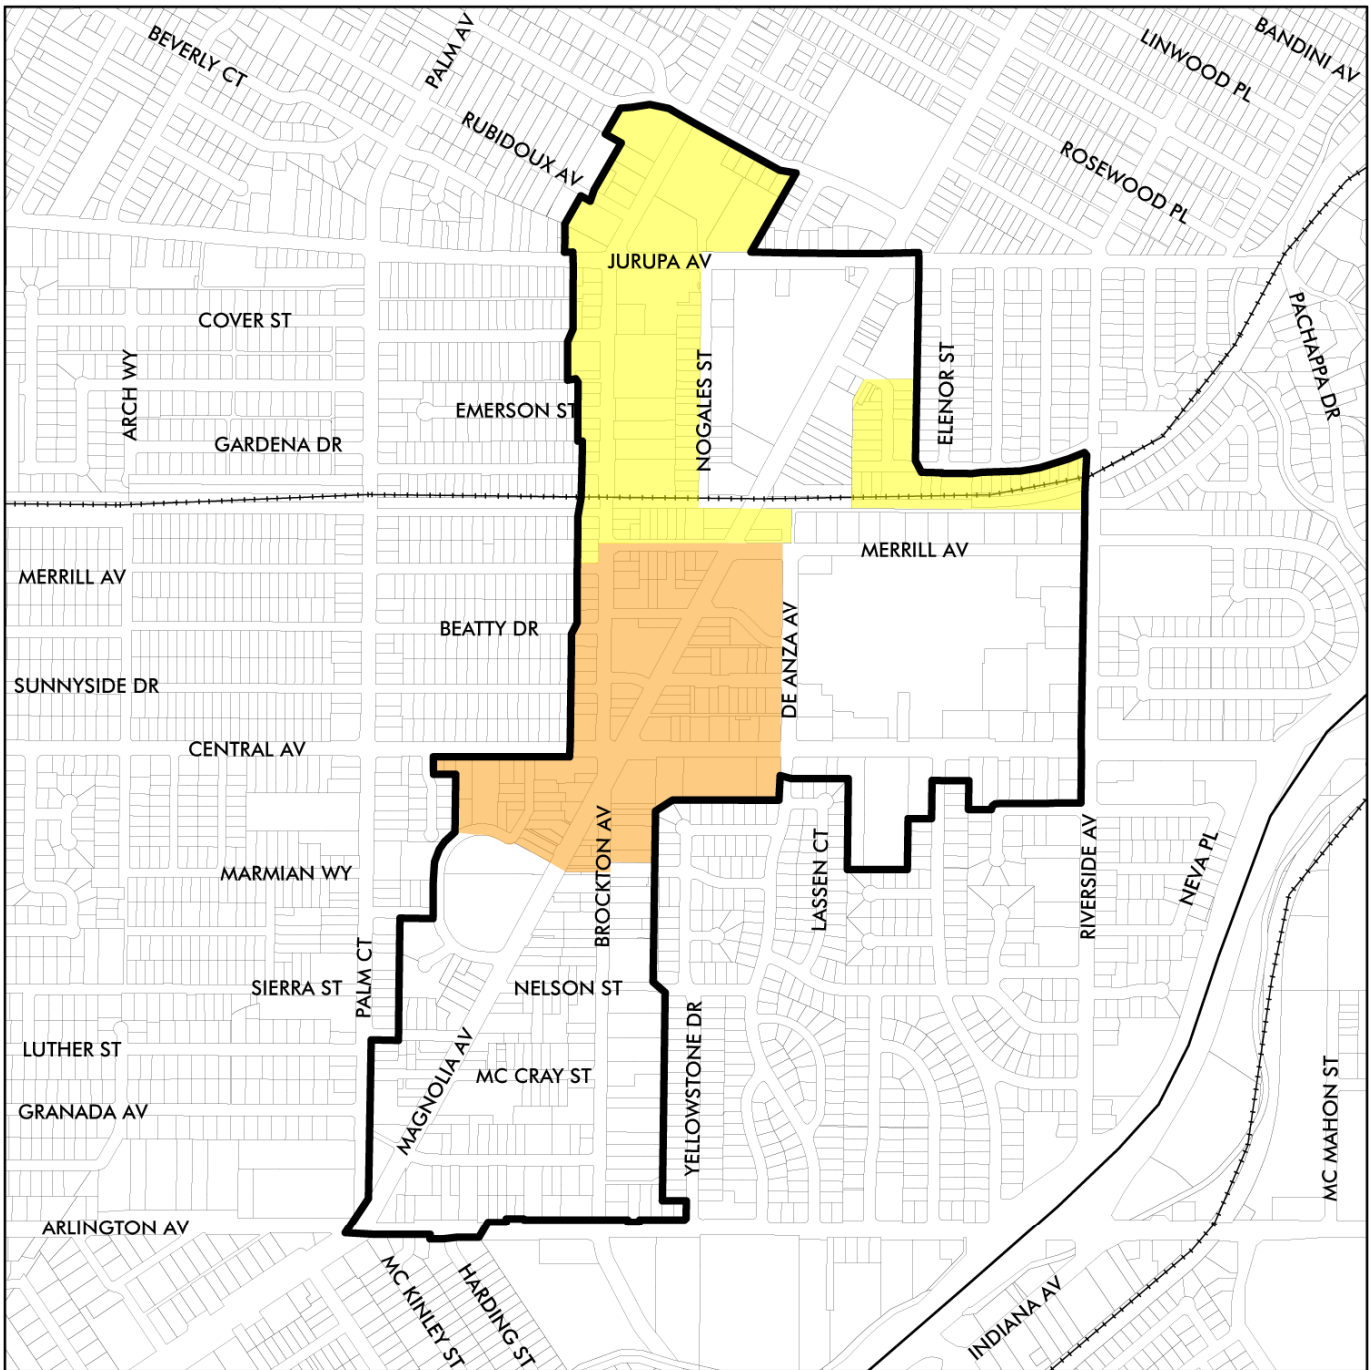 BEVERLY CT
PALM AV
LINWOOD PL
BANDINI AV
RUBIDOUX AV
ROSEWOOD PL
JURUPA AV
COVER ST
PACHAPPA DR
ARCH WY
EMERSON ST
NOGALES ST
ELENOR ST
GARDENA DR
MERRILL AV
MERRILL AV
BEATTY DR
DE ANZA AV
SUNNYSIDE DR
CENTRAL AV
MARMIAN WY
BROCKTON AV
LASSEN CT
RIVERSIDE AV
NEVA PL
PALM CT
SIERRA ST
NELSON ST
LUTHER ST
MAGNOLIA AV
MC CRAY ST
YELLOWSTONE DR
GRANADA AV
MC MAHON ST
ARLINGTON AV
MC KINLEY ST
HARDING ST
INDIANA AV